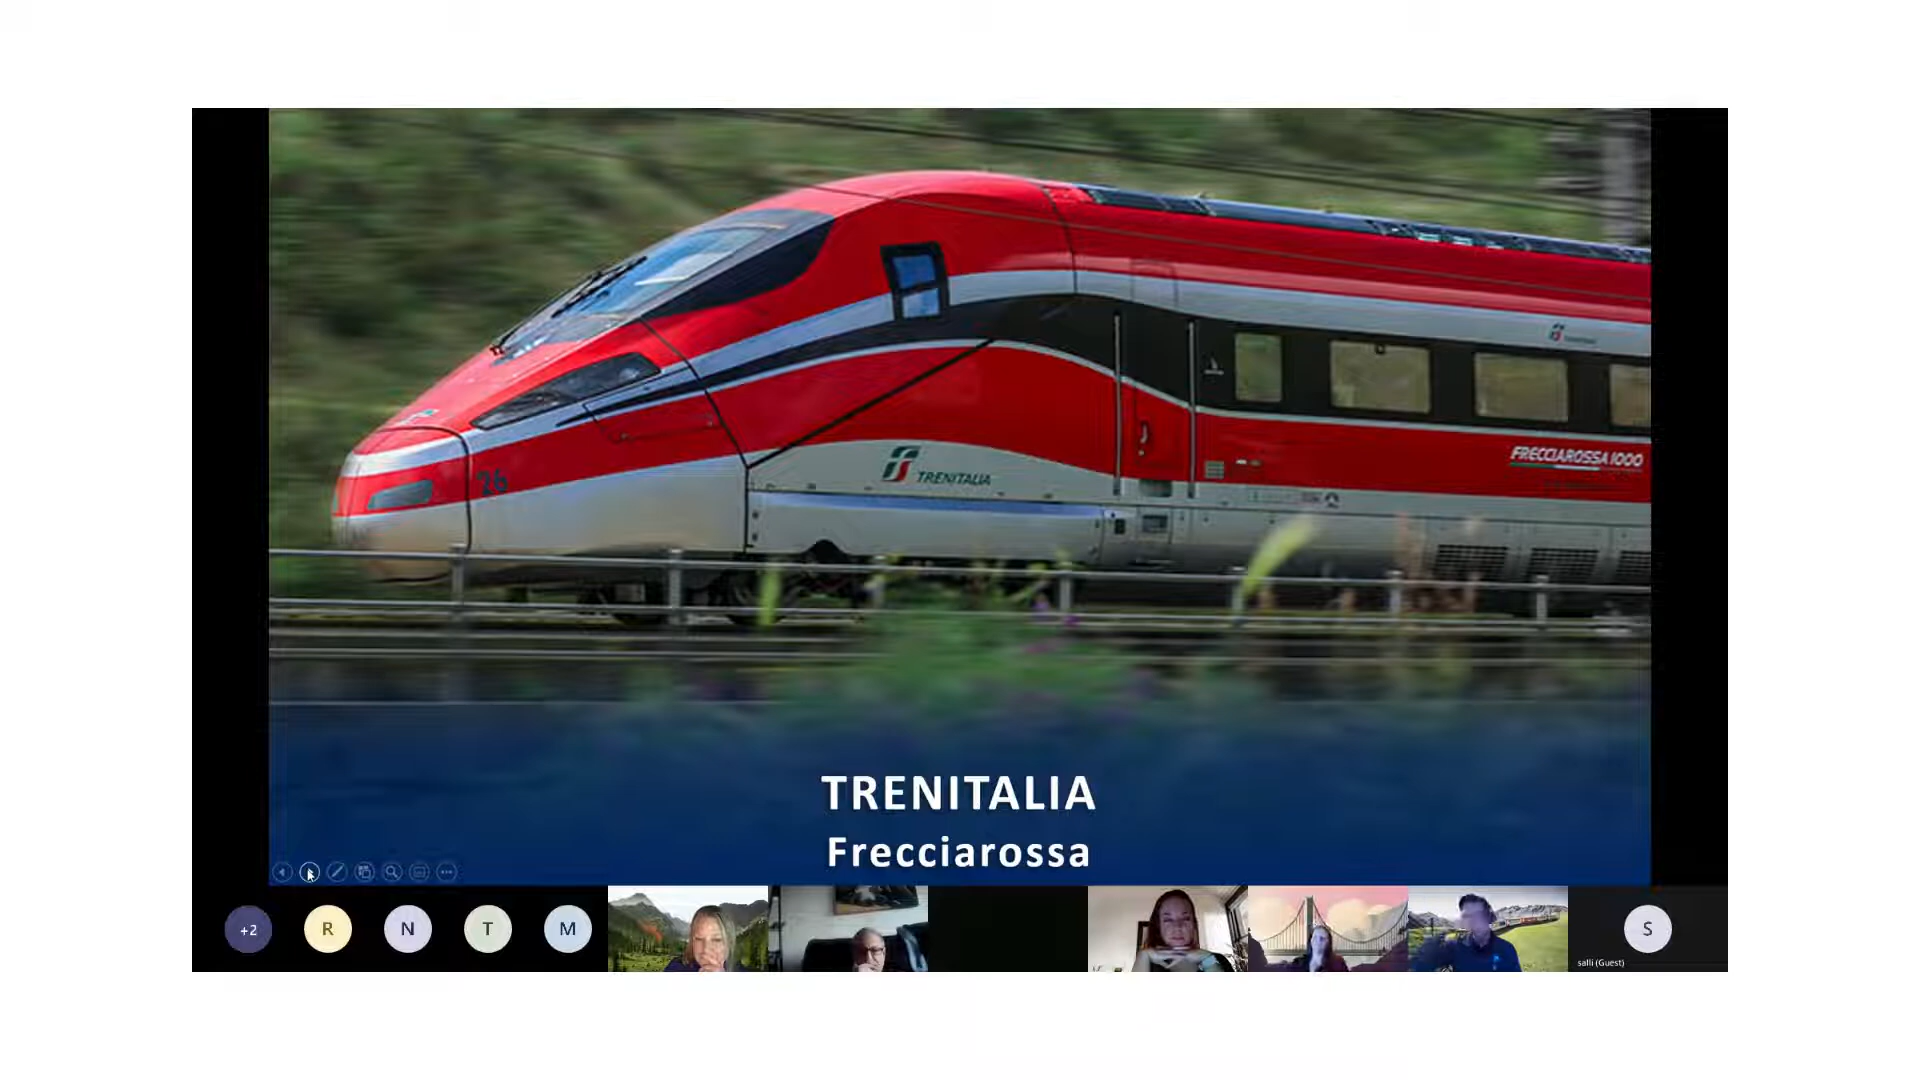 26
TRENITALIA
FRECCIAROSSA 1000
TRENITALIA
Frecciarossa
+2
R
N
T
M
S
salli (Guest)